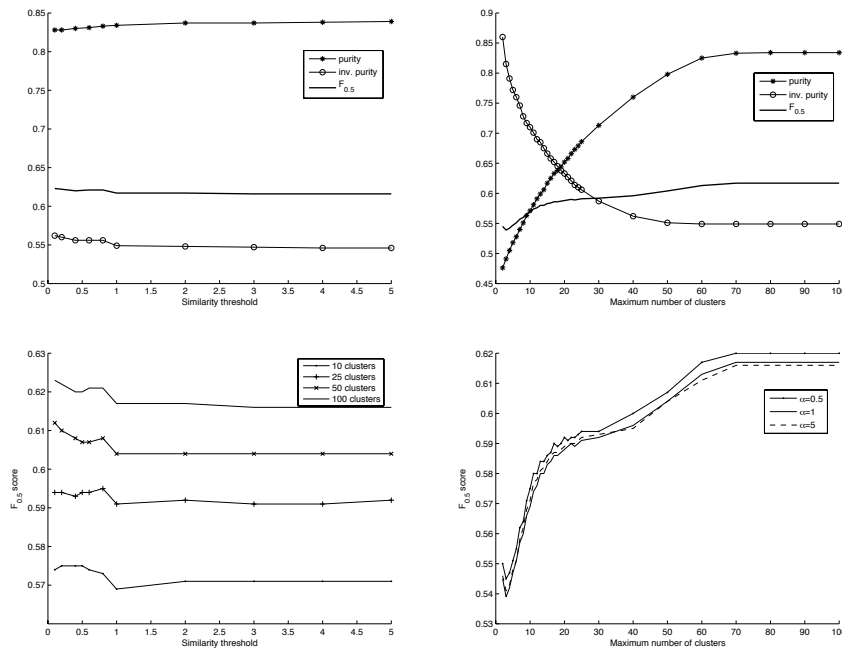 0.85
0.8
0.75
0.7
0.65
0.6
0.55
0.5
0 0.5 1 1.5 2 2.5 3 3.5 4 4.5 5
Similarity threshold
purity
inv. purity
F0.5
0.9
0.85
0.8
0.75
0.7
0.65
0.6
0.55
0.5
0.45
0 10 20 30 40 50 60 70 80 90 100
Maximum number of clusters
purity
inv. purity
F0.5
0.63
0.62
0.61
0.6
0.59
0.58
0.57
0 0.5 1 1.5 2 2.5 3 3.5 4 4.5 5
Similarity threshold
F0.5 score
10 clusters
25 clusters
50 clusters
100 clusters
0.62
0.61
0.6
0.59
0.58
0.57
0.56
0.55
0.54
0.53
0 10 20 30 40 50 60 70 80 90 100
Maximum number of clusters
F0.5 score
α=0.5
α=1
α=5